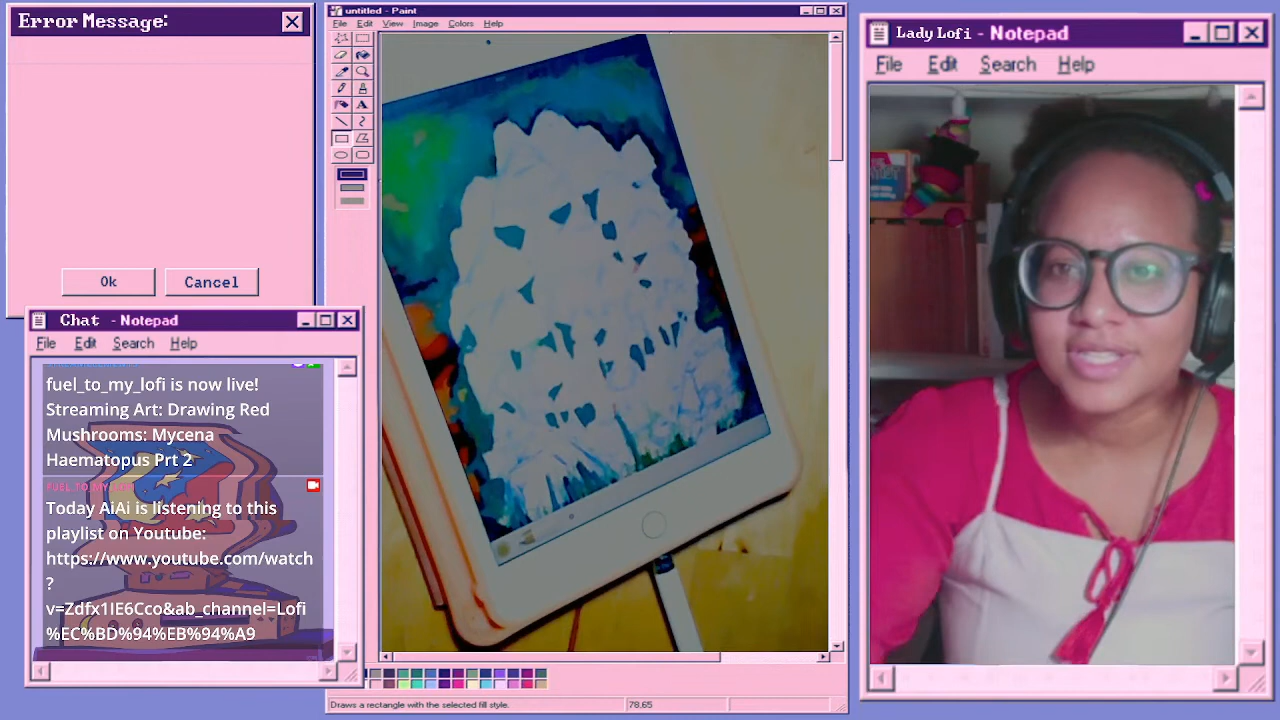 Error Message:
Ok
Cancel
untitled - Paint
File Edit View Image Colors Help
A
Draws a rectangle with the selected fill style.
78,65
Chat - Notepad
File Edit Search Help
fuel_to_my_lofi is now live!
Streaming Art: Drawing Red
Mushrooms: Mycena
Haematopus Prt 2
FUEL_TO_MY_LOFI
Today AiAi is listening to this
playlist on Youtube:
https://www.youtube.com/watch
?
v=Zdfx1IE6Cco&ab_channel=Lofi
%EC%BD%94%EB%94%A9
Lady Lofi - Notepad
File Edit Search Help